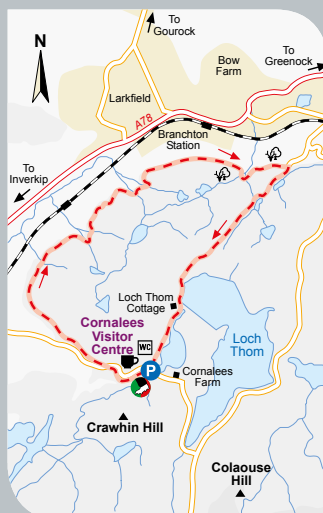 To
Gourock
N
To
Greenock
Bow
Farm
Larkfield
A78
Branchton
Station
To
Inverkip
Loch Thom
Cottage
Cornalees
Visitor
Centre
WC
Loch
Thom
P
Cornalees
Farm
Crawhin Hill
Colaouse
Hill